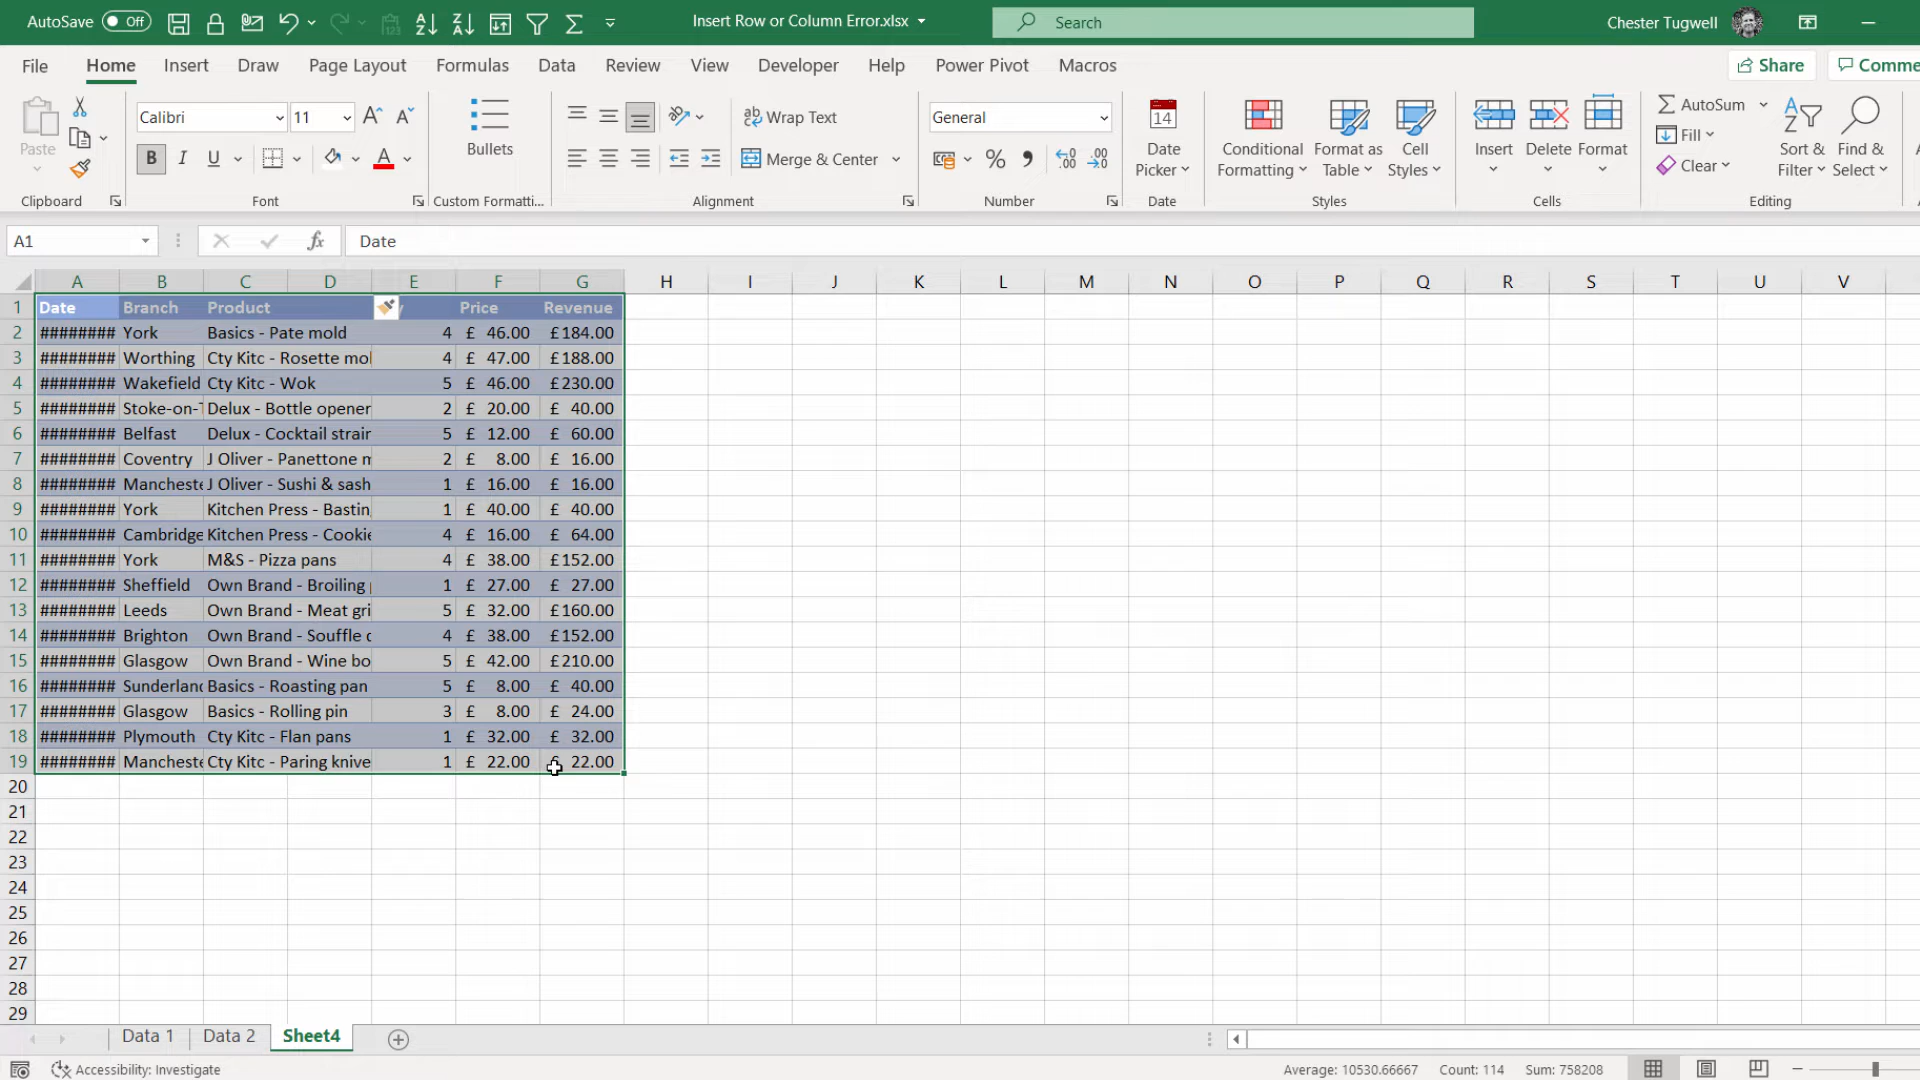 AutoSave Off Insert Row or Column Error.xlsx Search Chester Tugwell
File Home Insert Draw Page Layout Formulas Data Review View Developer Help Power Pivot Macros Share Comme
Paste Calibri 11 Bullets Wrap Text General 14 AutoSum
B I U Merge & Center % Date Picker Conditional Formatting Format as Table Cell Styles Insert Delete Format Fill Clear Sort & Filter Find & Select
Clipboard Font Custom Formatti... Alignment Number Date Styles Cells Editing
A1 fx Date
A B C D E F G H I J K L M N O P Q R S T U V
1 Date Branch Product Price Revenue
2 ######## York Basics - Pate mold 4 £ 46.00 £184.00
3 ######## Worthing Cty Kitc - Rosette mol 4 £ 47.00 £188.00
4 ######## Wakefield Cty Kitc - Wok 5 £ 46.00 £230.00
5 ######## Stoke-on-T Delux - Bottle opener 2 £ 20.00 £ 40.00
6 ######## Belfast Delux - Cocktail strain 5 £ 12.00 £ 60.00
7 ######## Coventry J Oliver - Panettone m 2 £ 8.00 £ 16.00
8 ######## Mancheste J Oliver - Sushi & sash 1 £ 16.00 £ 16.00
9 ######## York Kitchen Press - Bastin 1 £ 40.00 £ 40.00
10 ######## Cambridge Kitchen Press - Cookie 4 £ 16.00 £ 64.00
11 ######## York M&S - Pizza pans 4 £ 38.00 £152.00
12 ######## Sheffield Own Brand - Broiling 1 £ 27.00 £ 27.00
13 ######## Leeds Own Brand - Meat gri 5 £ 32.00 £160.00
14 ######## Brighton Own Brand - Souffle d 4 £ 38.00 £152.00
15 ######## Glasgow Own Brand - Wine bo 5 £ 42.00 £210.00
16 ######## Sunderland Basics - Roasting pan 5 £ 8.00 £ 40.00
17 ######## Glasgow Basics - Rolling pin 3 £ 8.00 £ 24.00
18 ######## Plymouth Cty Kitc - Flan pans 1 £ 32.00 £ 32.00
19 ######## Mancheste Cty Kitc - Paring knive 1 £ 22.00 £ 22.00
20
21
22
23
24
25
26
27
28
29
Data 1 Data 2 Sheet4
Accessibility: Investigate Average: 10530.66667 Count: 114 Sum: 758208